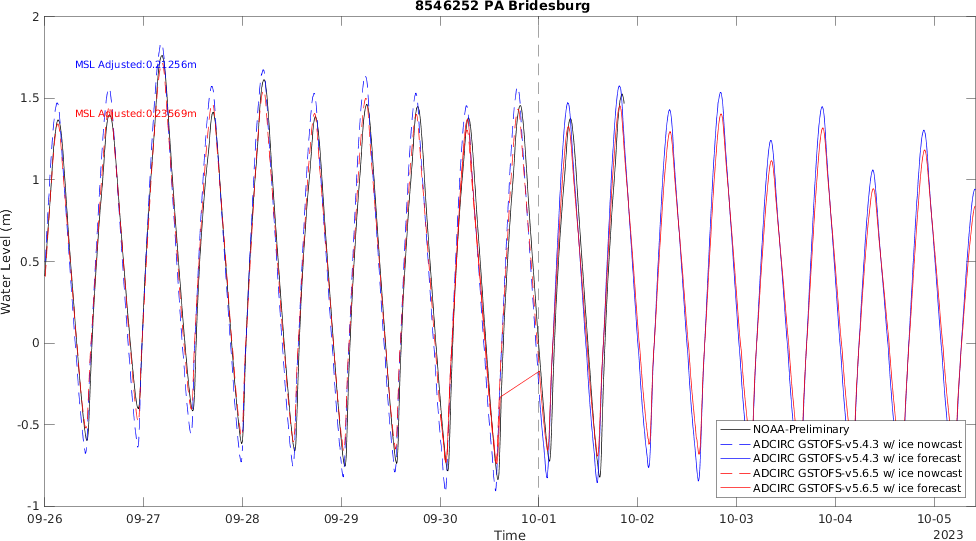 8546252 PA Bridesburg
2
1.5
1
0.5
0
-0.5
-1
Water Level (m)
MSL Adjusted:0.21256m
MSL Adjusted:0.23569m
NOAA-Preliminary
ADCIRC GSTOFS-v5.4.3 w/ ice nowcast
ADCIRC GSTOFS-v5.4.3 w/ ice forecast
ADCIRC GSTOFS-v5.6.5 w/ ice nowcast
ADCIRC GSTOFS-v5.6.5 w/ ice forecast
09-26 09-27 09-28 09-29 09-30 10-01 10-02 10-03 10-04 10-05
2023
Time